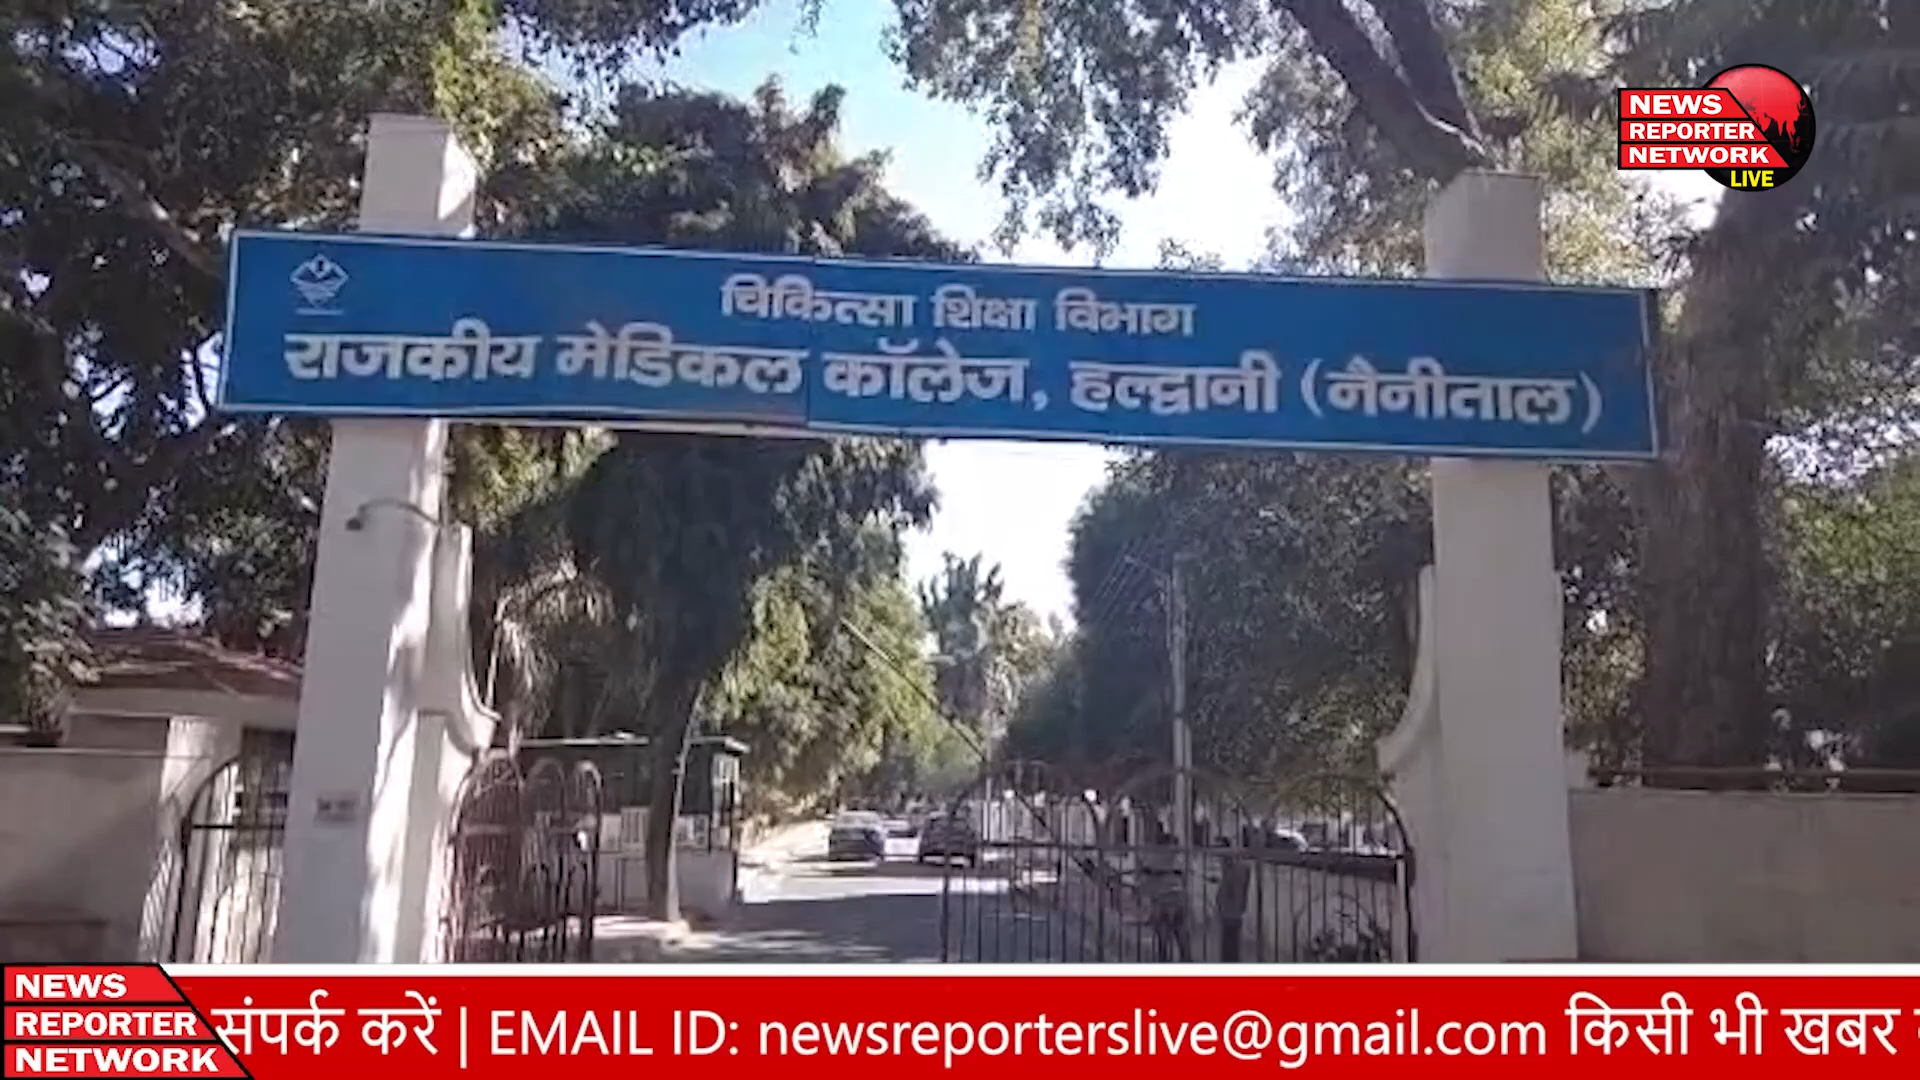 NEWS
REPORTER
NETWORK
LIVE
चिकित्सा शिक्षा विभाग
राजकीय मेडिकल कॉलेज, हल्द्वानी (नैनीताल)
NEWS
REPORTER
NETWORK
संपर्क करें | EMAIL ID: newsreporterslive@gmail.com किसी भी खबर